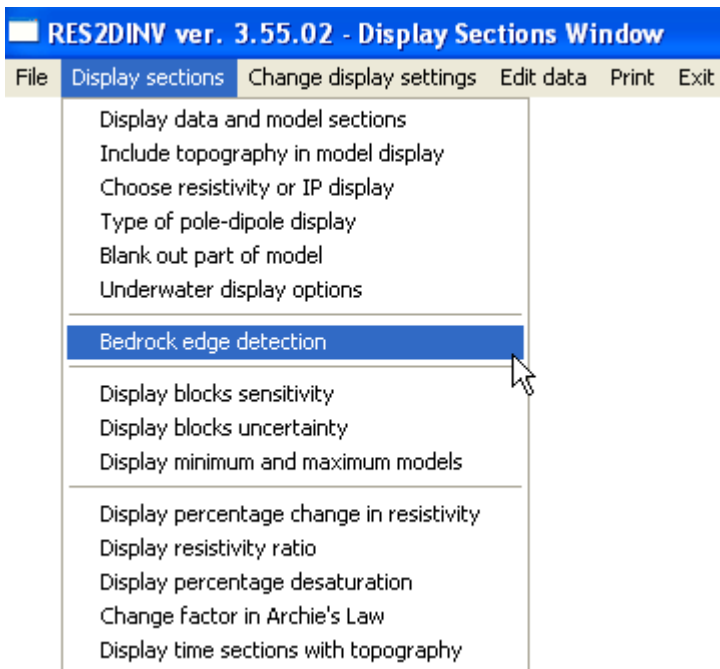 RES2DINV ver. 3.55.02 - Display Sections Window
File Display sections Change display settings Edit data Print Exit
Display data and model sections
Include topography in model display
Choose resistivity or IP display
Type of pole-dipole display
Blank out part of model
Underwater display options
Bedrock edge detection
Display blocks sensitivity
Display blocks uncertainty
Display minimum and maximum models
Display percentage change in resistivity
Display resistivity ratio
Display percentage desaturation
Change factor in Archie's Law
Display time sections with topography